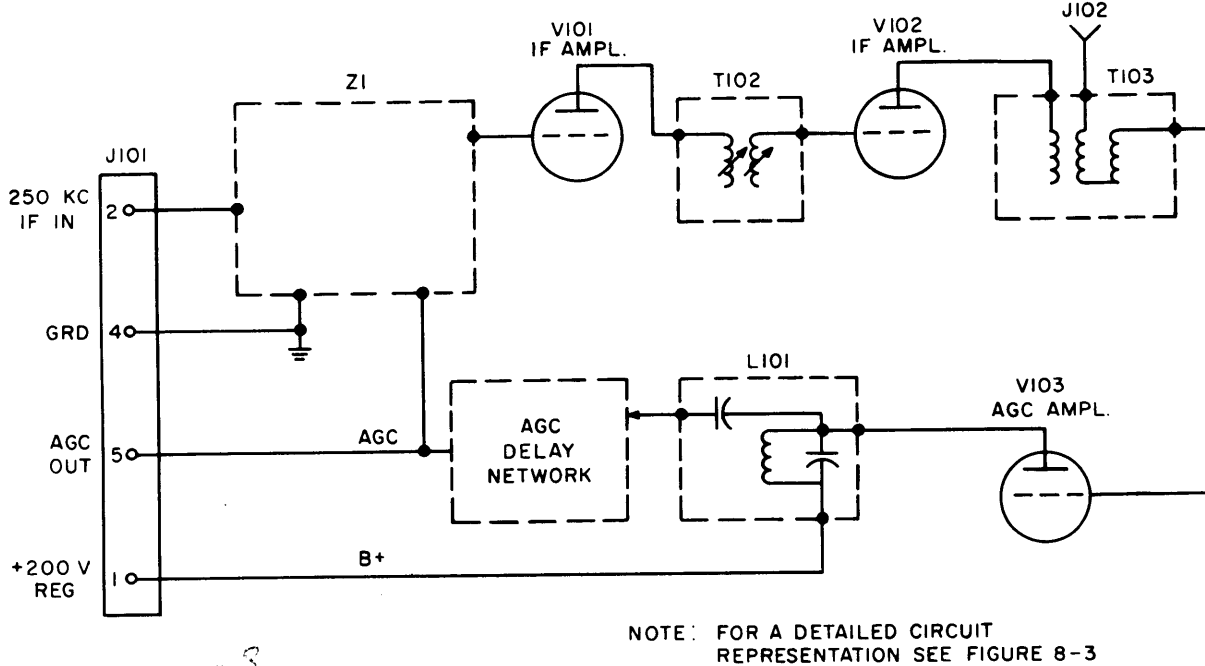 V101
IF AMPL.
V102
IF AMPL.
J102
Z1
T102
T103
J101
250 KC
IF IN
2
GRD
4
L101
V103
AGC AMPL.
AGC
OUT
5
AGC
AGC
DELAY
NETWORK
+200 V
REG
1
B+
NOTE: FOR A DETAILED CIRCUIT
REPRESENTATION SEE FIGURE 8-3